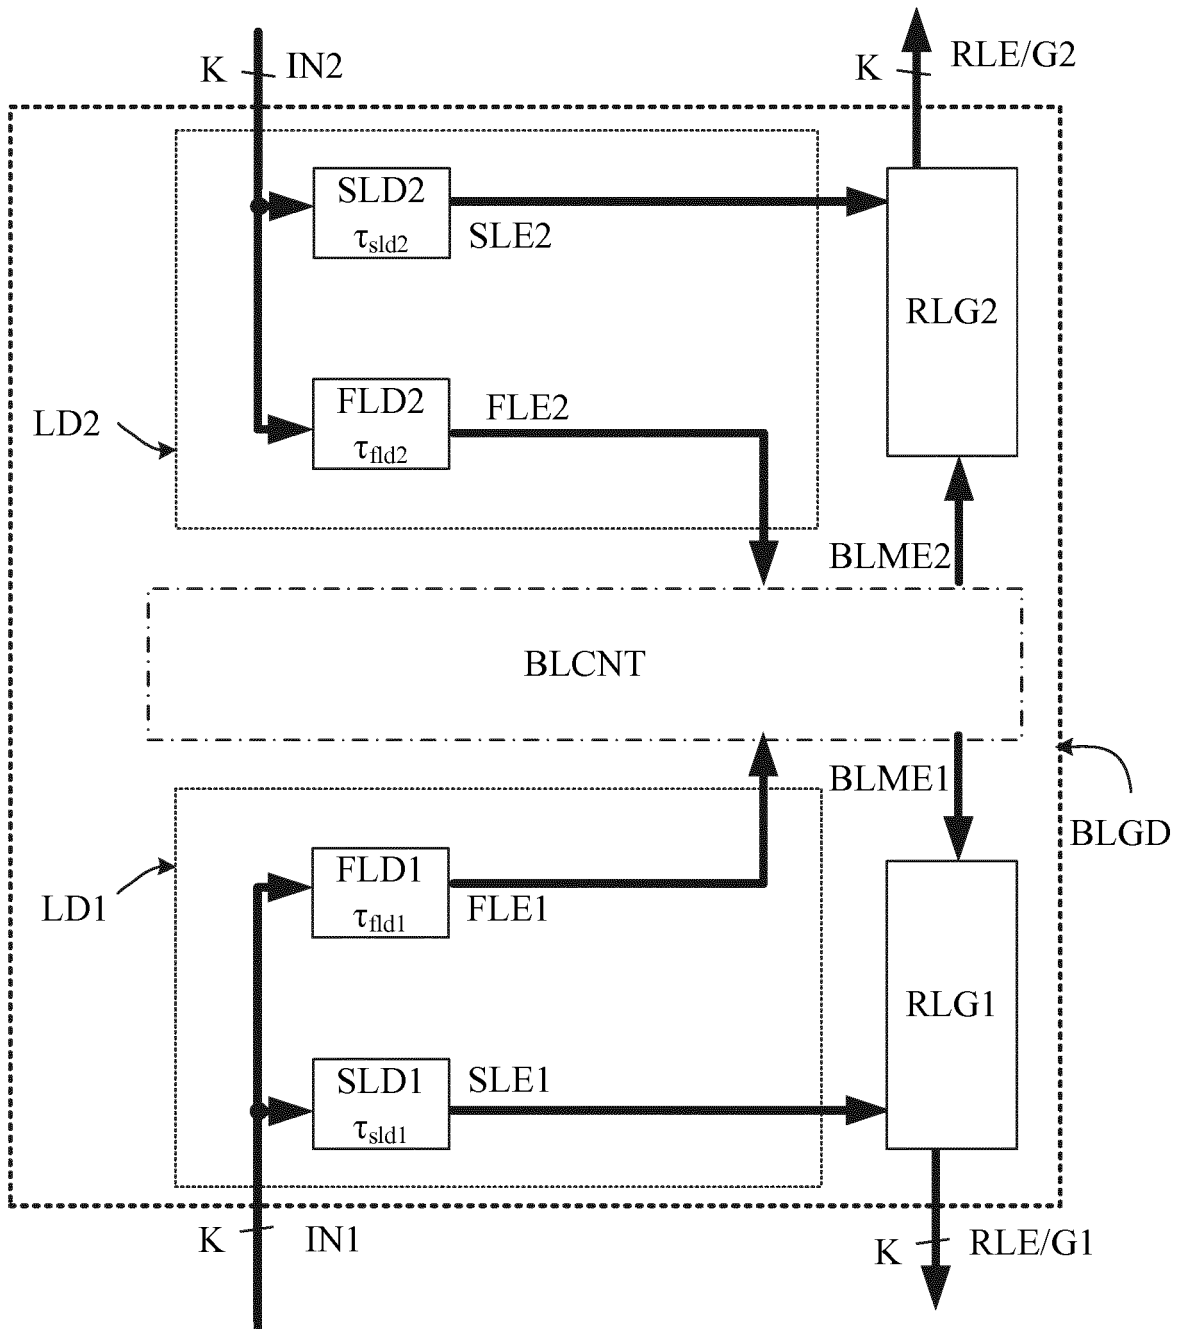 K IN2
K RLE/G2
SLD2
τsld2
SLE2
RLG2
FLD2
τfld2
FLE2
LD2
BLME2
BLCNT
BLME1
BLGD
FLD1
τfld1
FLE1
LD1
RLG1
SLD1
τsld1
SLE1
K IN1
K RLE/G1